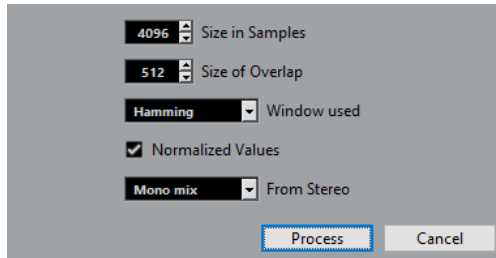 4096 Size in Samples
512 Size of Overlap
Hamming Window used
Normalized Values
Mono mix From Stereo
Process Cancel